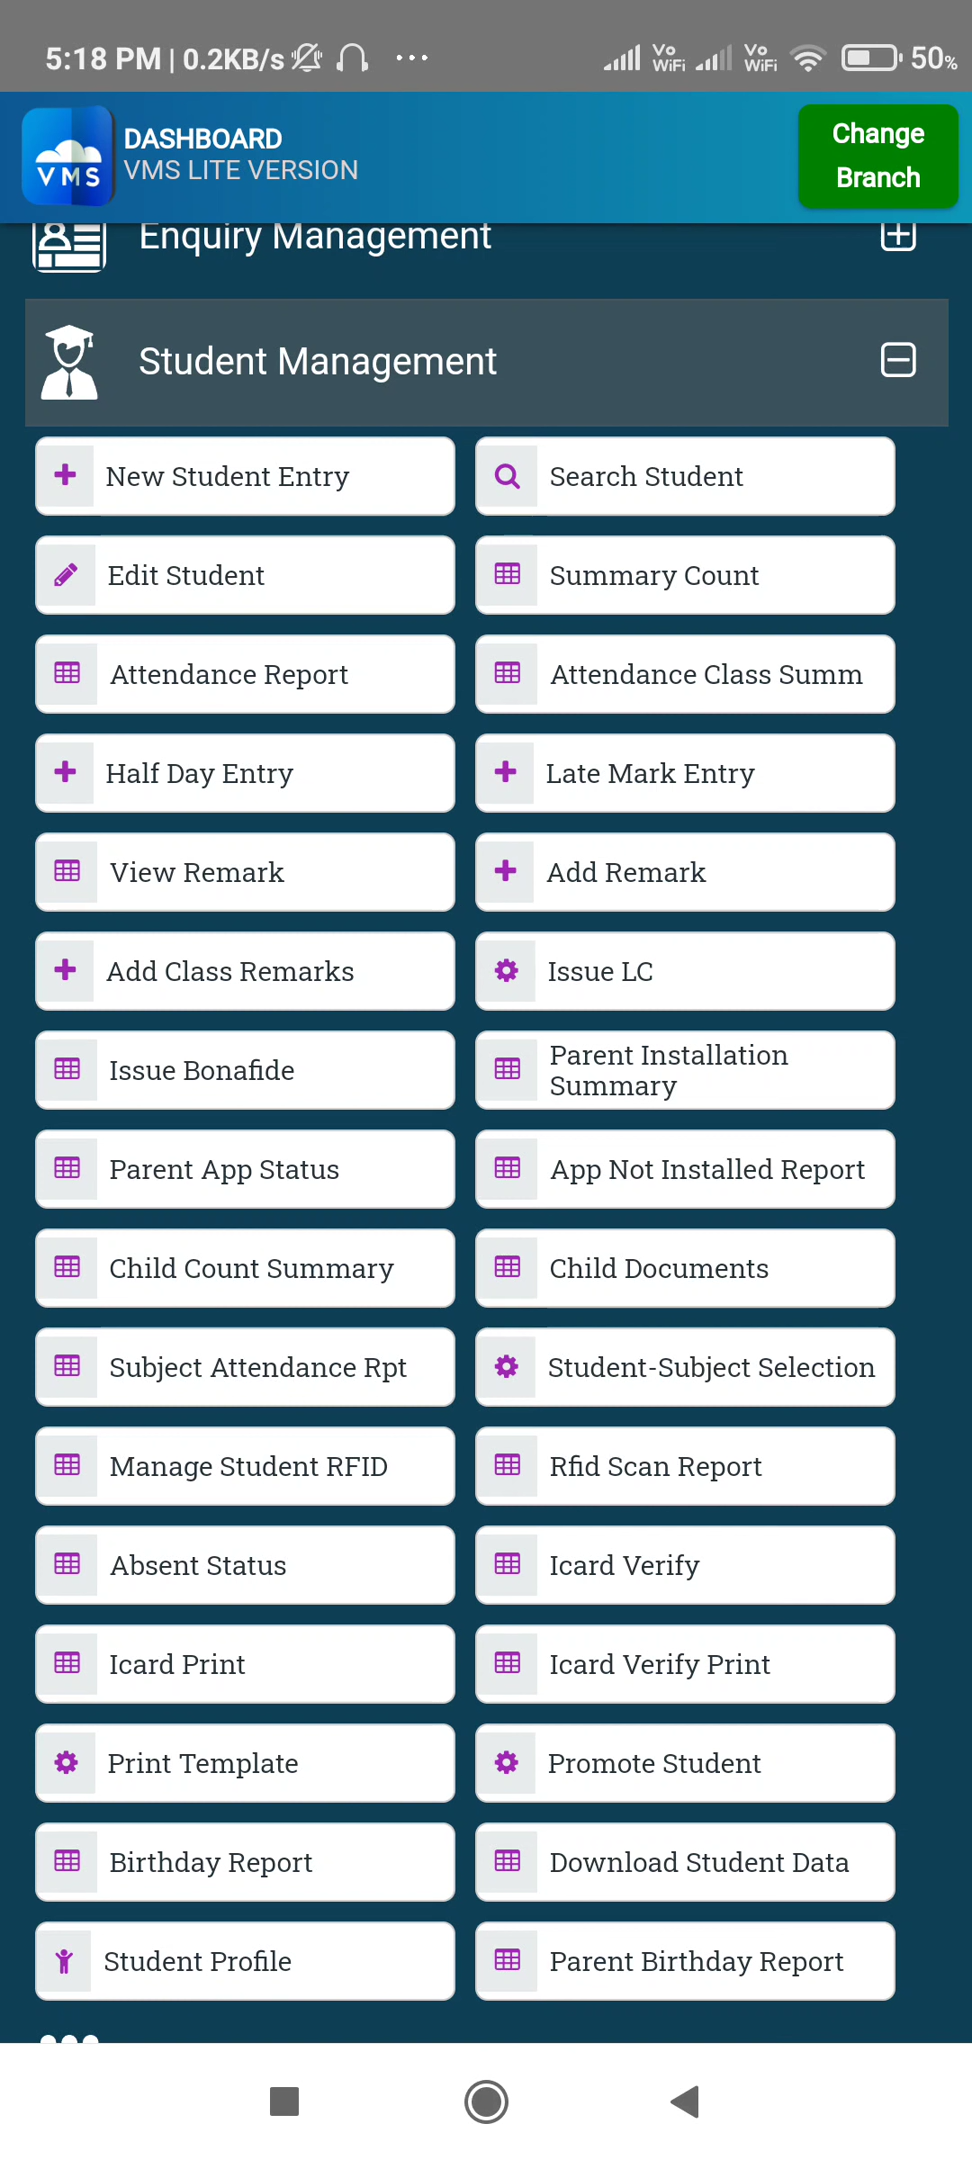 5:18 PM | 0.2KB/s ... Vo WiFi Vo WiFi 50%
VMS
DASHBOARD
VMS LITE VERSION
Change
Branch
Enquiry Management
Student Management
New Student Entry
Search Student
Edit Student
Summary Count
Attendance Report
Attendance Class Summ
Half Day Entry
Late Mark Entry
View Remark
Add Remark
Add Class Remarks
Issue LC
Issue Bonafide
Parent Installation
Summary
Parent App Status
App Not Installed Report
Child Count Summary
Child Documents
Subject Attendance Rpt
Student-Subject Selection
Manage Student RFID
Rfid Scan Report
Absent Status
Icard Verify
Icard Print
Icard Verify Print
Print Template
Promote Student
Birthday Report
Download Student Data
Student Profile
Parent Birthday Report